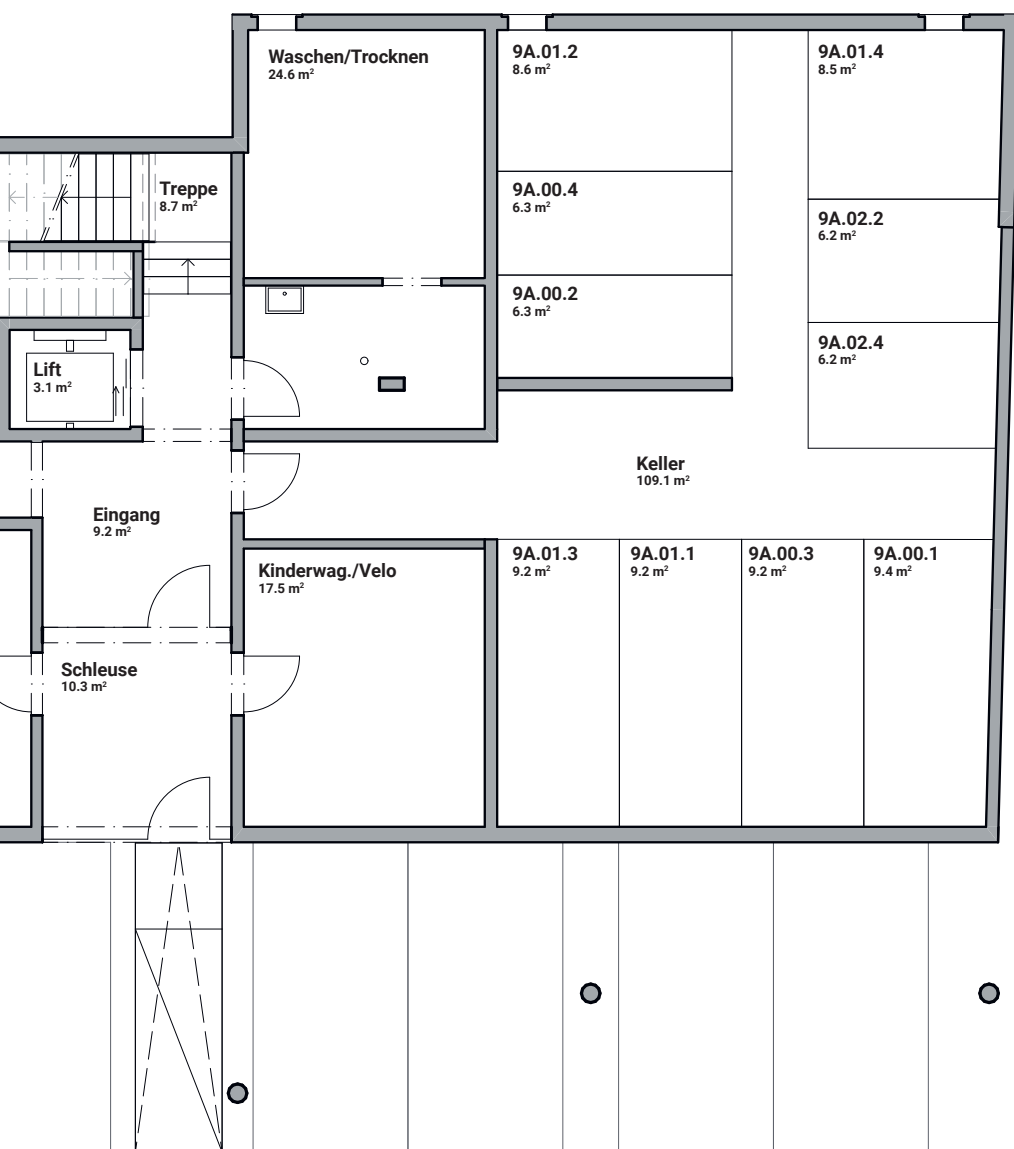 Waschen/Trocknen
24.6 m²
9A.01.2
8.6 m²
9A.01.4
8.5 m²
Treppe
8.7 m²
9A.00.4
6.3 m²
9A.02.2
6.2 m²
9A.00.2
6.3 m²
9A.02.4
6.2 m²
Lift
3.1 m²
Keller
109.1 m²
Eingang
9.2 m²
Kinderwag./Velo
17.5 m²
9A.01.3
9.2 m²
9A.01.1
9.2 m²
9A.00.3
9.2 m²
9A.00.1
9.4 m²
Schleuse
10.3 m²